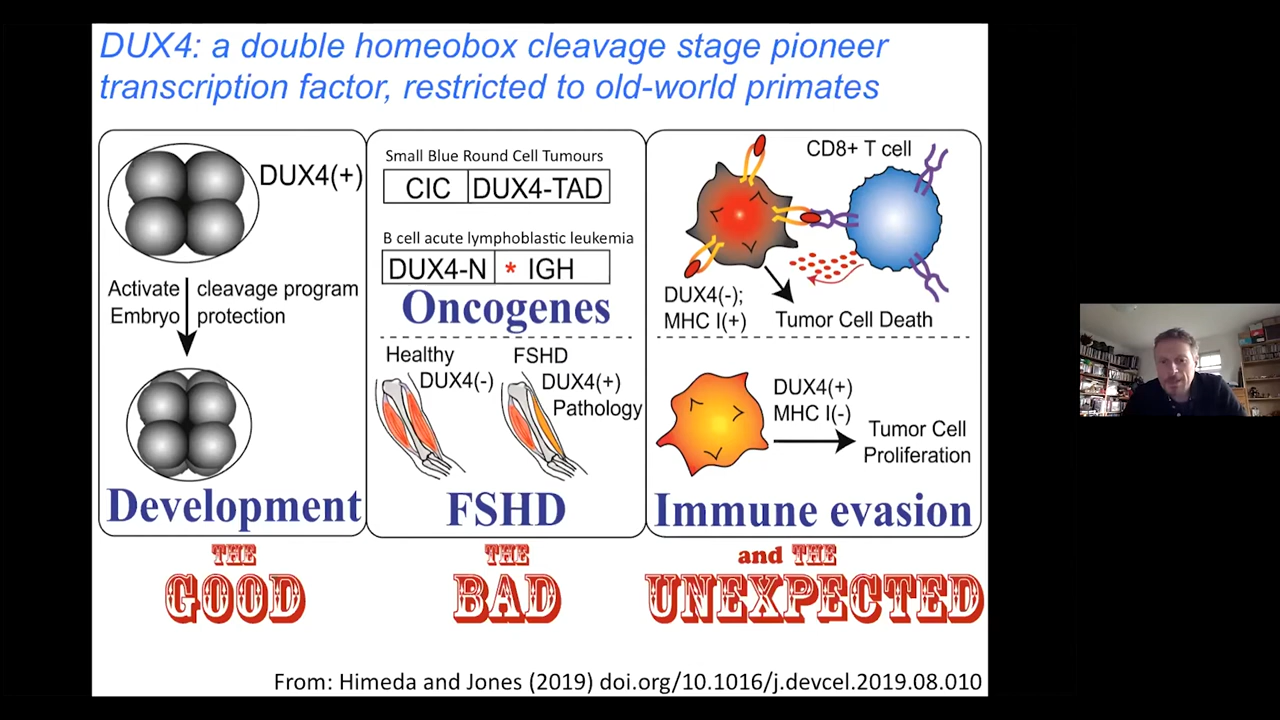 DUX4: a double homeobox cleavage stage pioneer
transcription factor, restricted to old-world primates
DUX4(+)
Activate cleavage program
Embryo protection
Development
THE
GOOD
Small Blue Round Cell Tumours
CIC DUX4-TAD
B cell acute lymphoblastic leukemia
DUX4-N * IGH
Oncogenes
Healthy
DUX4(-)
FSHD
DUX4(+)
Pathology
FSHD
THE
BAD
CD8+ T cell
DUX4(-);
MHC I(+)
Tumor Cell Death
DUX4(+)
MHC I(-)
Tumor Cell
Proliferation
Immune evasion
and THE
UNEXPECTED
From: Himeda and Jones (2019) doi.org/10.1016/j.devcel.2019.08.010